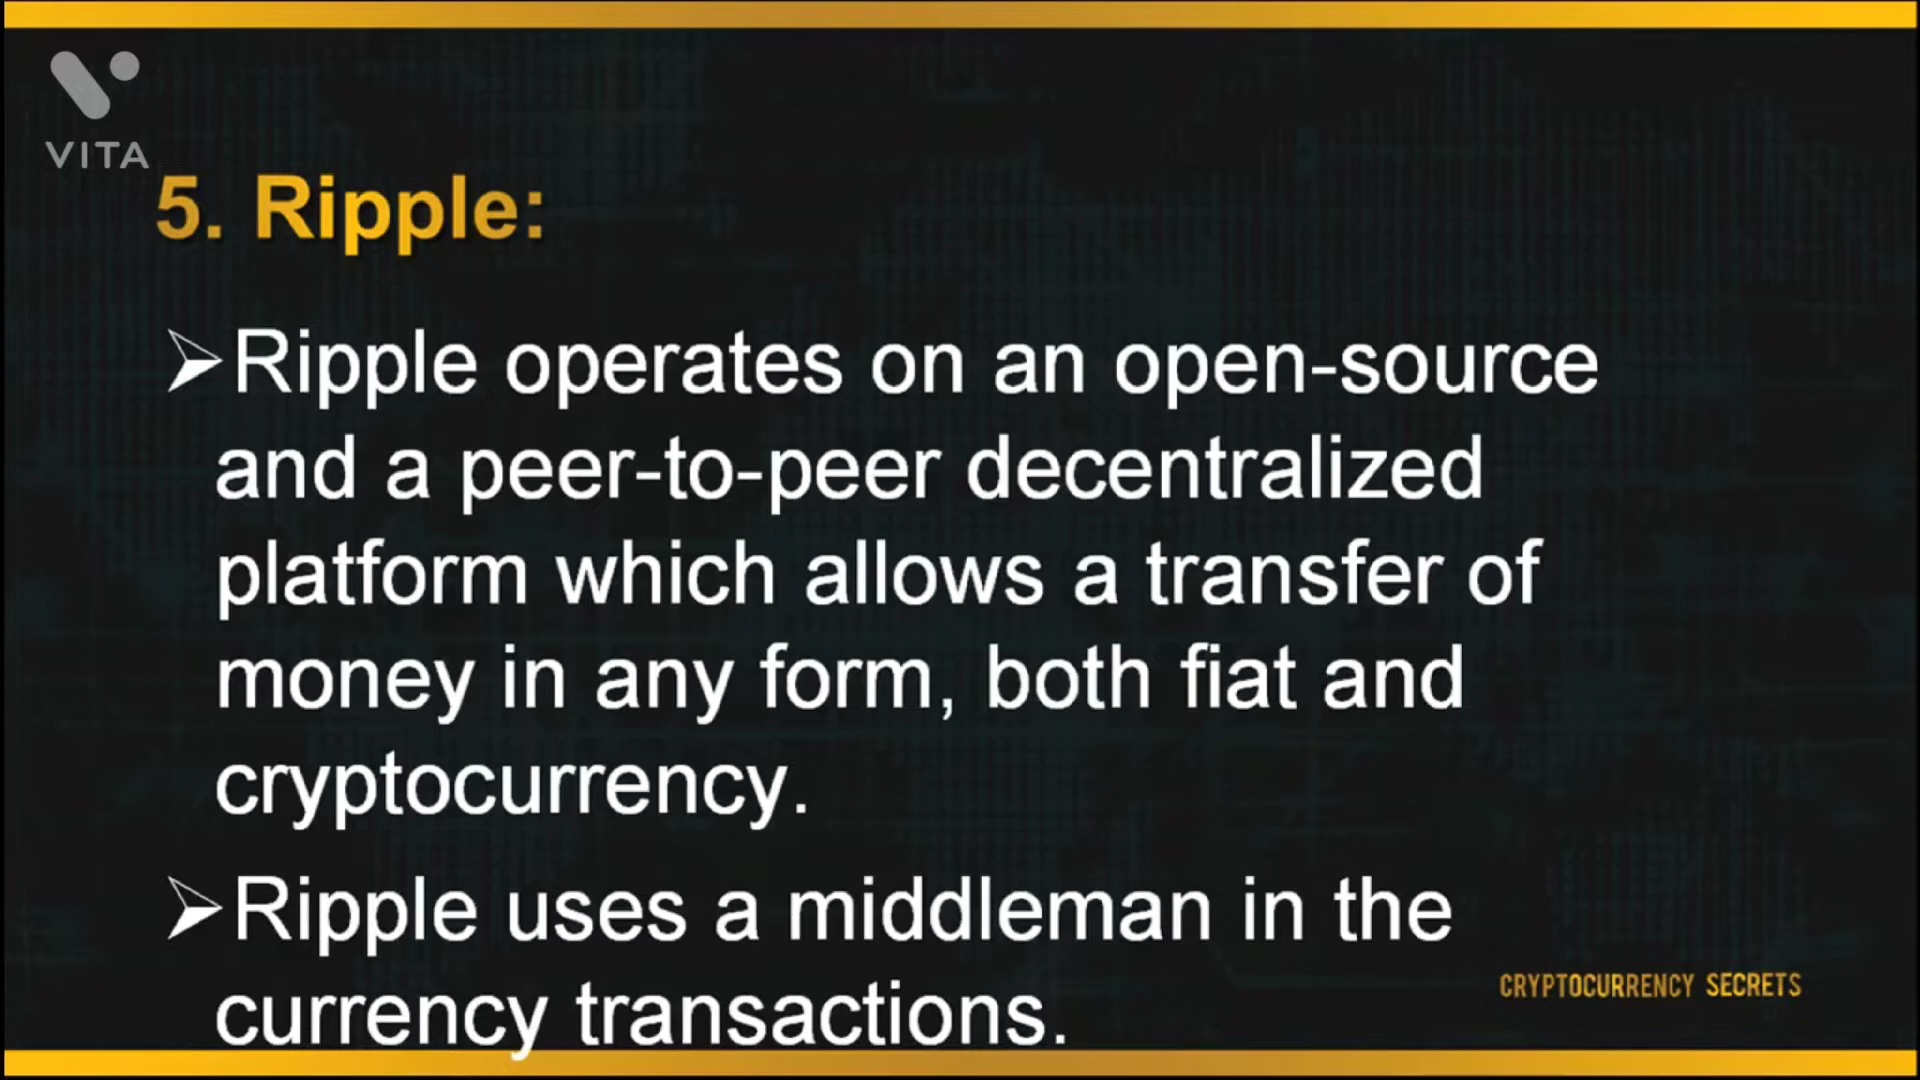 VITA
5. Ripple:
➢Ripple operates on an open-source
and a peer-to-peer decentralized
platform which allows a transfer of
money in any form, both fiat and
cryptocurrency.
➢Ripple uses a middleman in the
currency transactions.
CRYPTOCURRENCY SECRETS